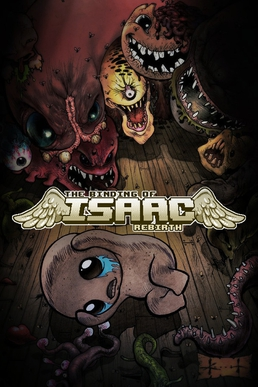 THE BINDING OF
ISAAC
REBIRTH